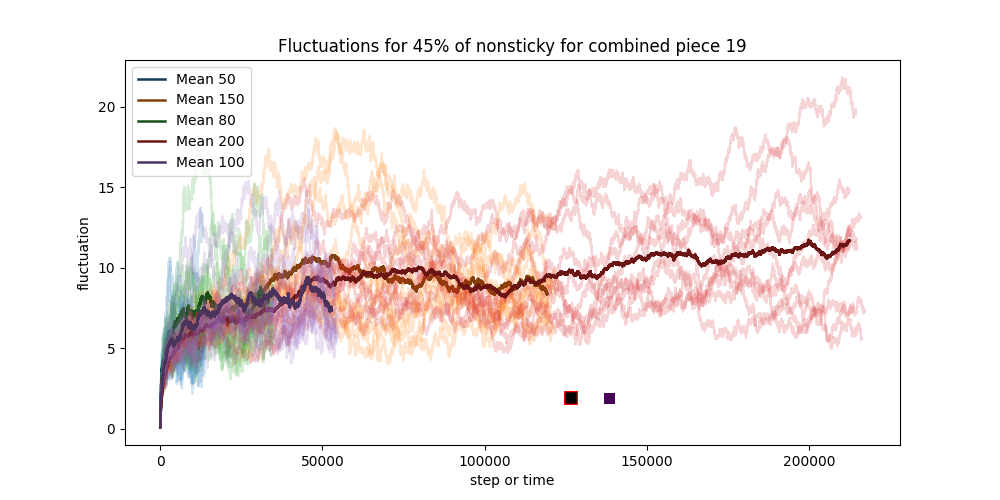 Fluctuations for 45% of nonsticky for combined piece 19
Mean 50
Mean 150
Mean 80
Mean 200
Mean 100
fluctuation
20
15
10
5
0
0 50000 100000 150000 200000
step or time